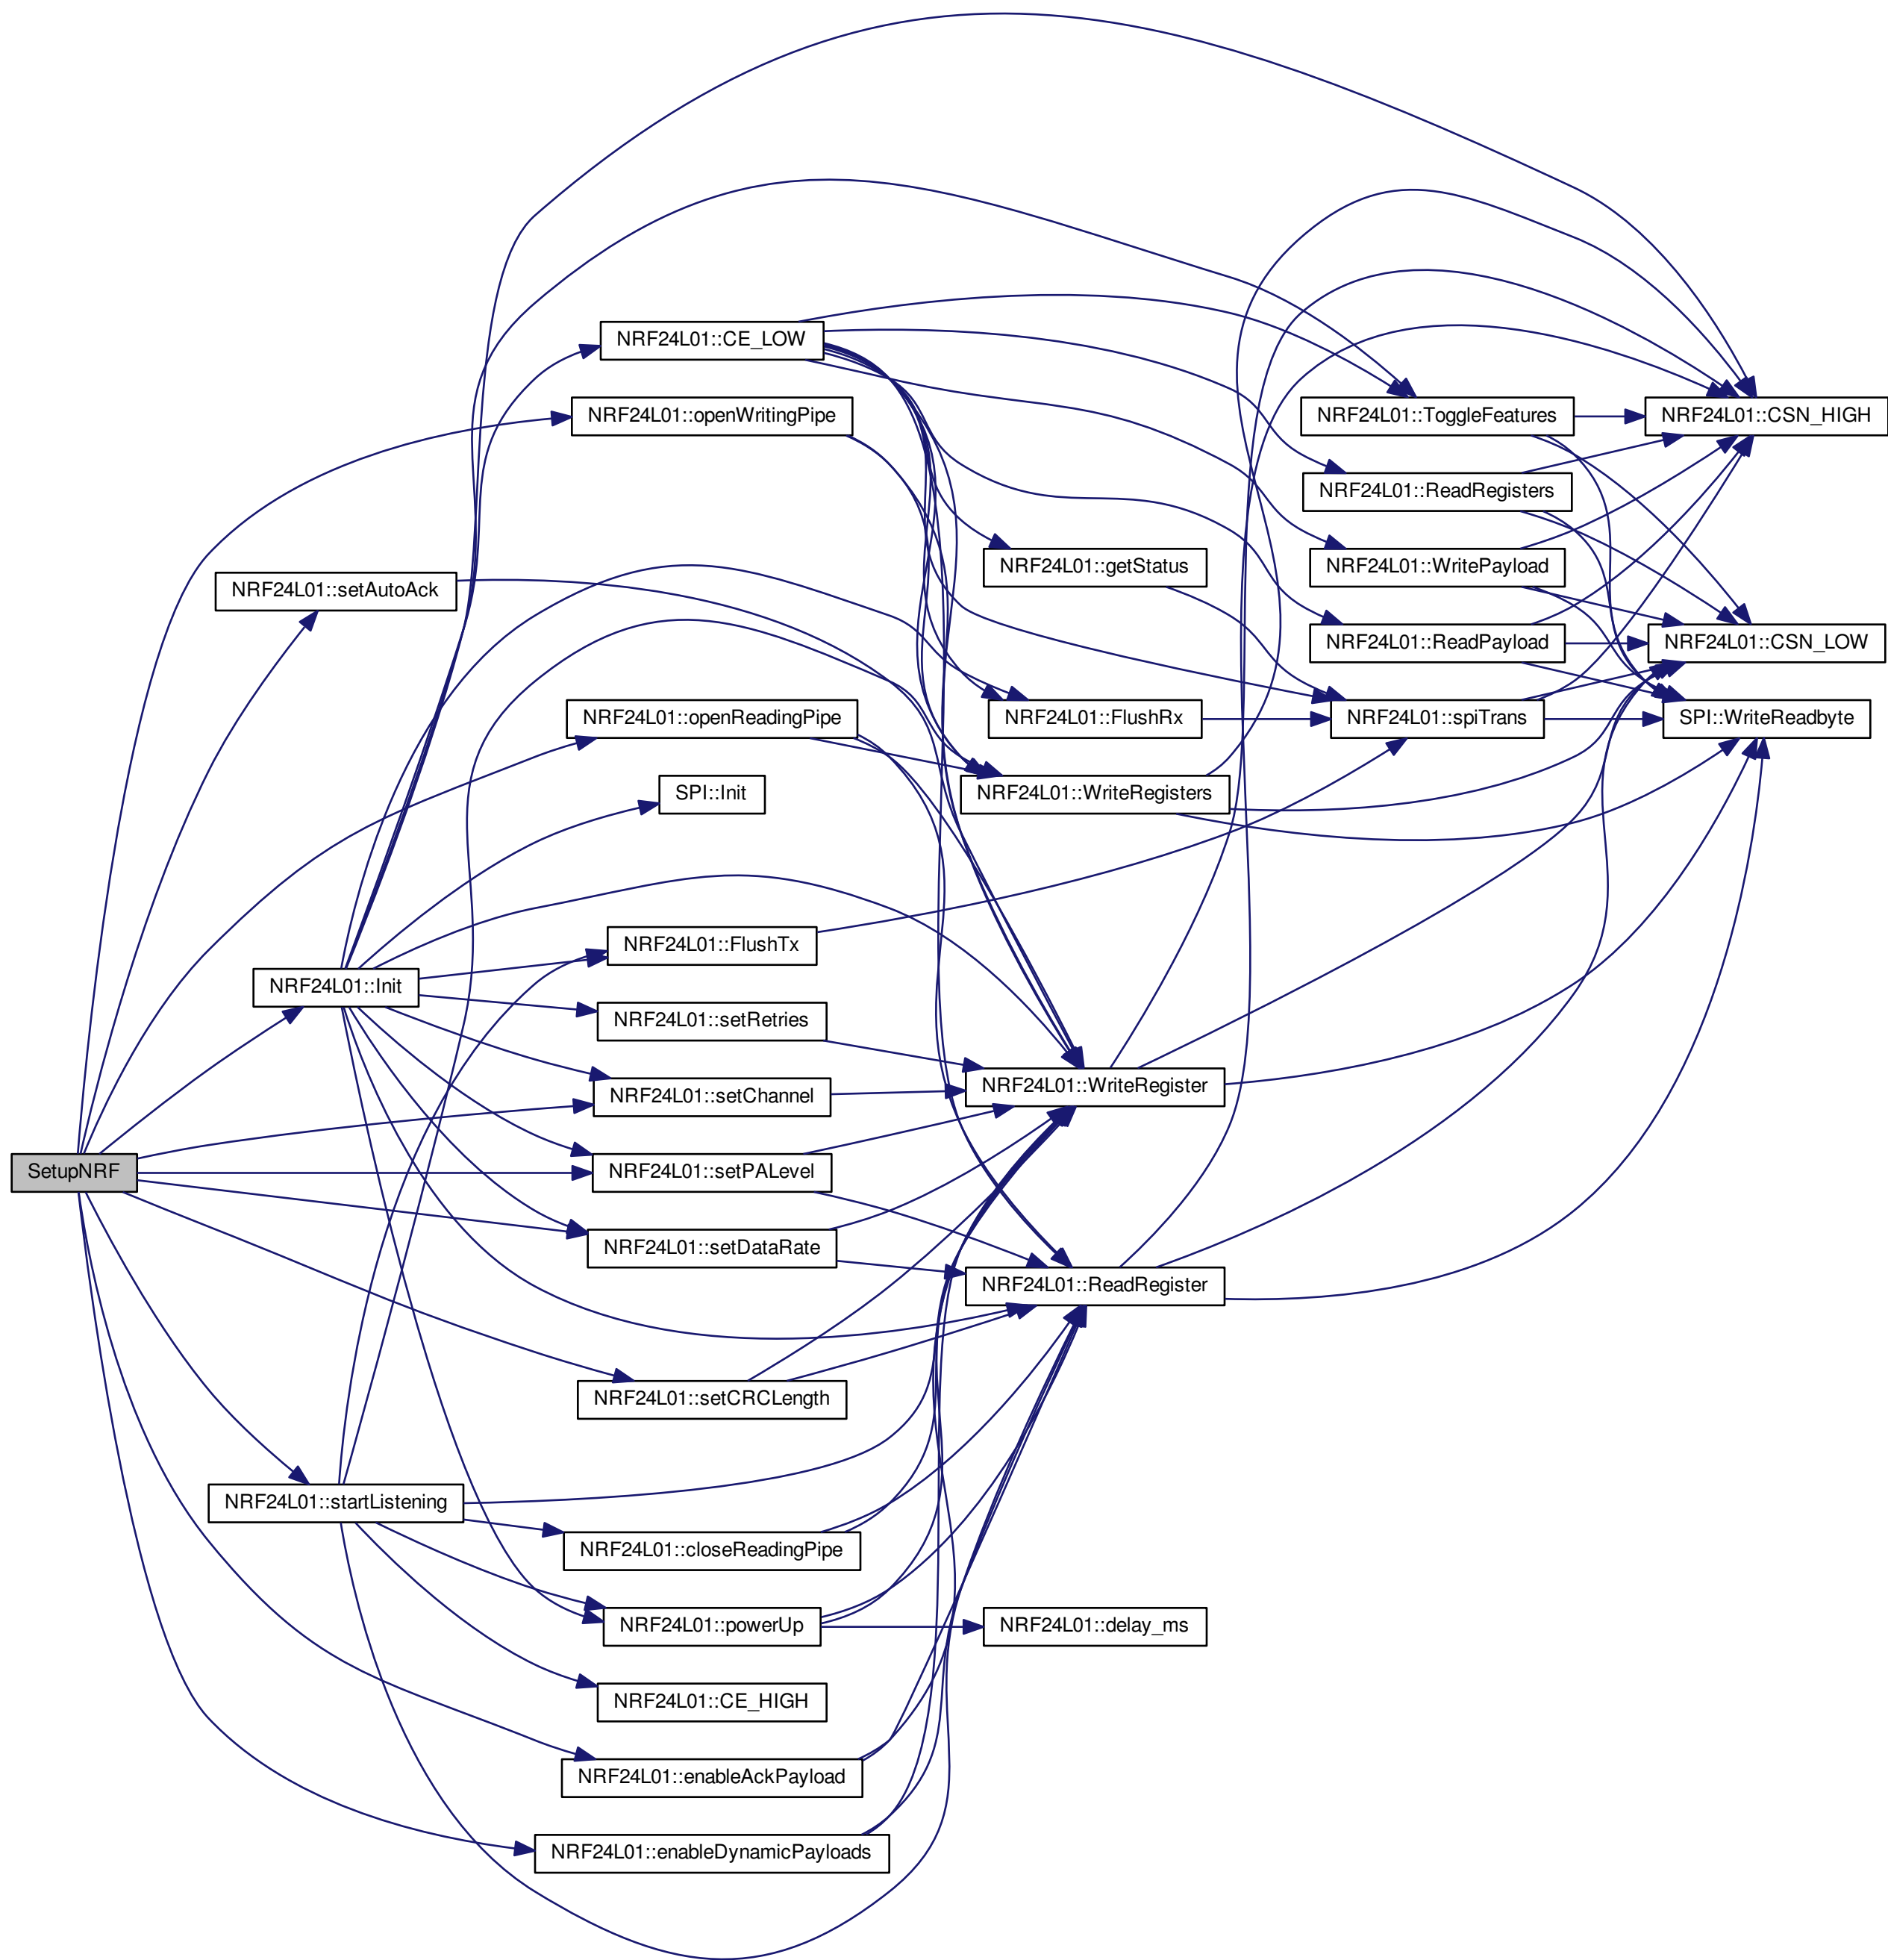 NRF24L01::CE_LOW
NRF24L01::openWritingPipe
NRF24L01::ToggleFeatures
NRF24L01::CSN_HIGH
NRF24L01::ReadRegisters
NRF24L01::getStatus
NRF24L01::WritePayload
NRF24L01::setAutoAck
NRF24L01::ReadPayload
NRF24L01::CSN_LOW
NRF24L01::openReadingPipe
NRF24L01::FlushRx
NRF24L01::spiTrans
SPI::WriteReadbyte
SPI::Init
NRF24L01::WriteRegisters
NRF24L01::FlushTx
NRF24L01::Init
NRF24L01::setRetries
NRF24L01::WriteRegister
NRF24L01::setChannel
SetupNRF
NRF24L01::setPALevel
NRF24L01::setDataRate
NRF24L01::ReadRegister
NRF24L01::setCRCLength
NRF24L01::startListening
NRF24L01::closeReadingPipe
NRF24L01::powerUp
NRF24L01::delay_ms
NRF24L01::CE_HIGH
NRF24L01::enableAckPayload
NRF24L01::enableDynamicPayloads